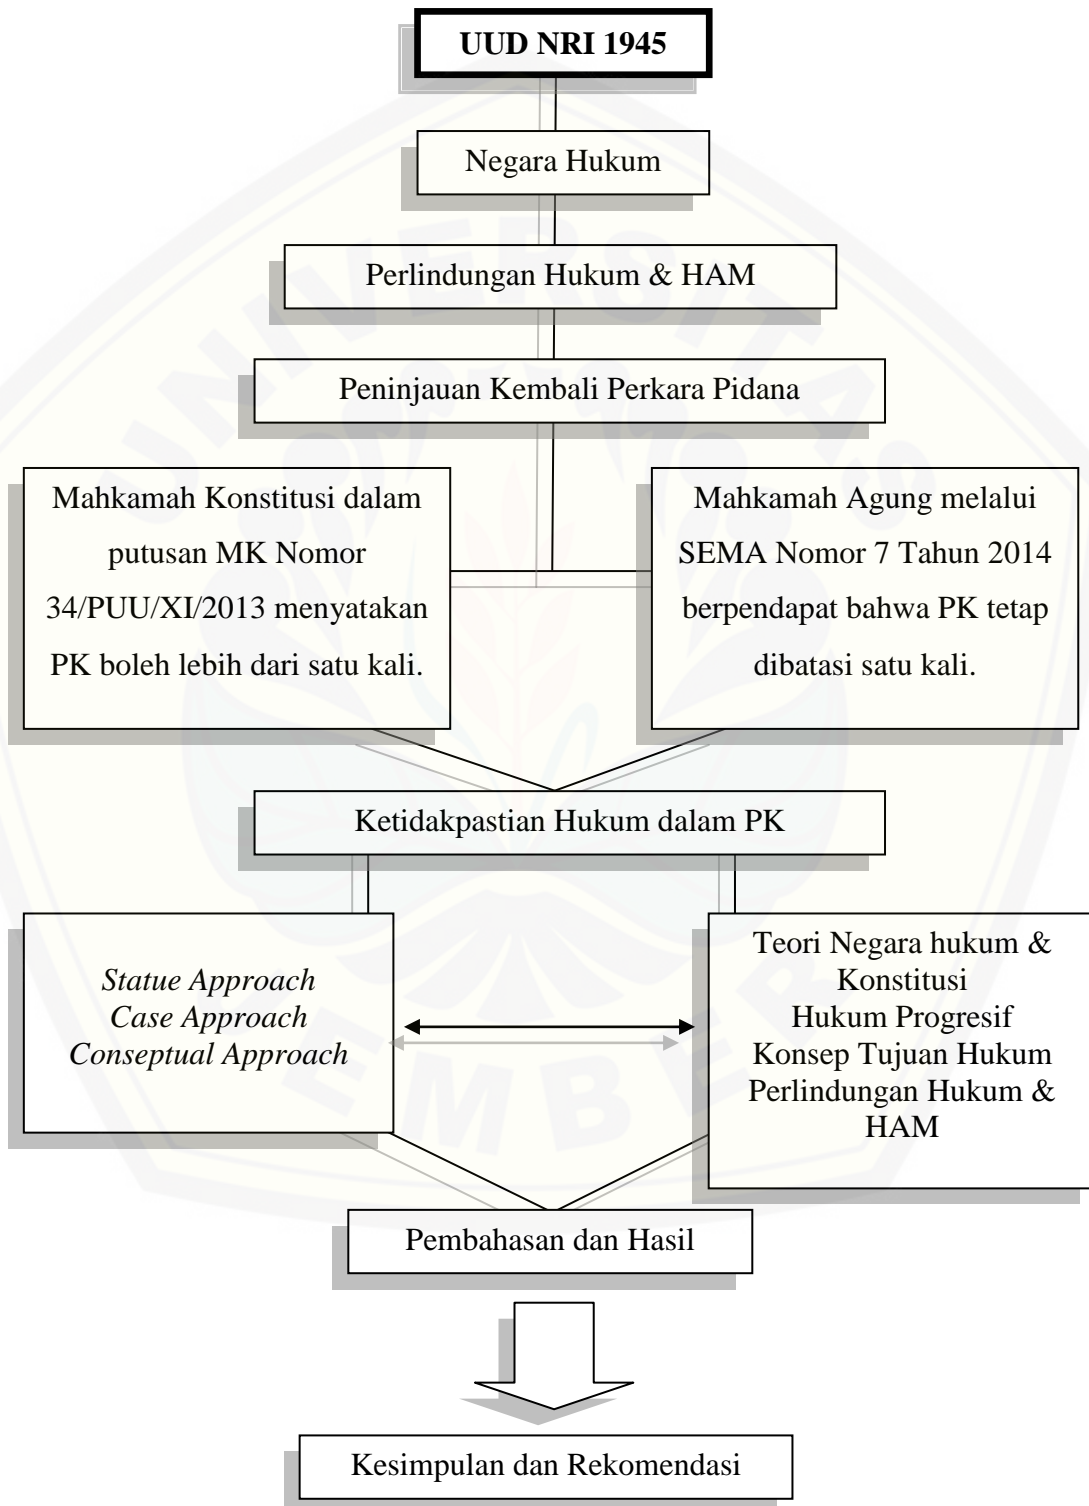 UUD NRI 1945
Negara Hukum
Perlindungan Hukum & HAM
Peninjauan Kembali Perkara Pidana
Mahkamah Konstitusi dalam
putusan MK Nomor
34/PUU/XI/2013 menyatakan
PK boleh lebih dari satu kali.
Mahkamah Agung melalui
SEMA Nomor 7 Tahun 2014
berpendapat bahwa PK tetap
dibatasi satu kali.
Ketidakpastian Hukum dalam PK
Statue Approach
Case Approach
Conseptual Approach
Teori Negara hukum &
Konstitusi
Hukum Progresif
Konsep Tujuan Hukum
Perlindungan Hukum &
HAM
Pembahasan dan Hasil
Kesimpulan dan Rekomendasi
UNIVERSITAS
JEMBER